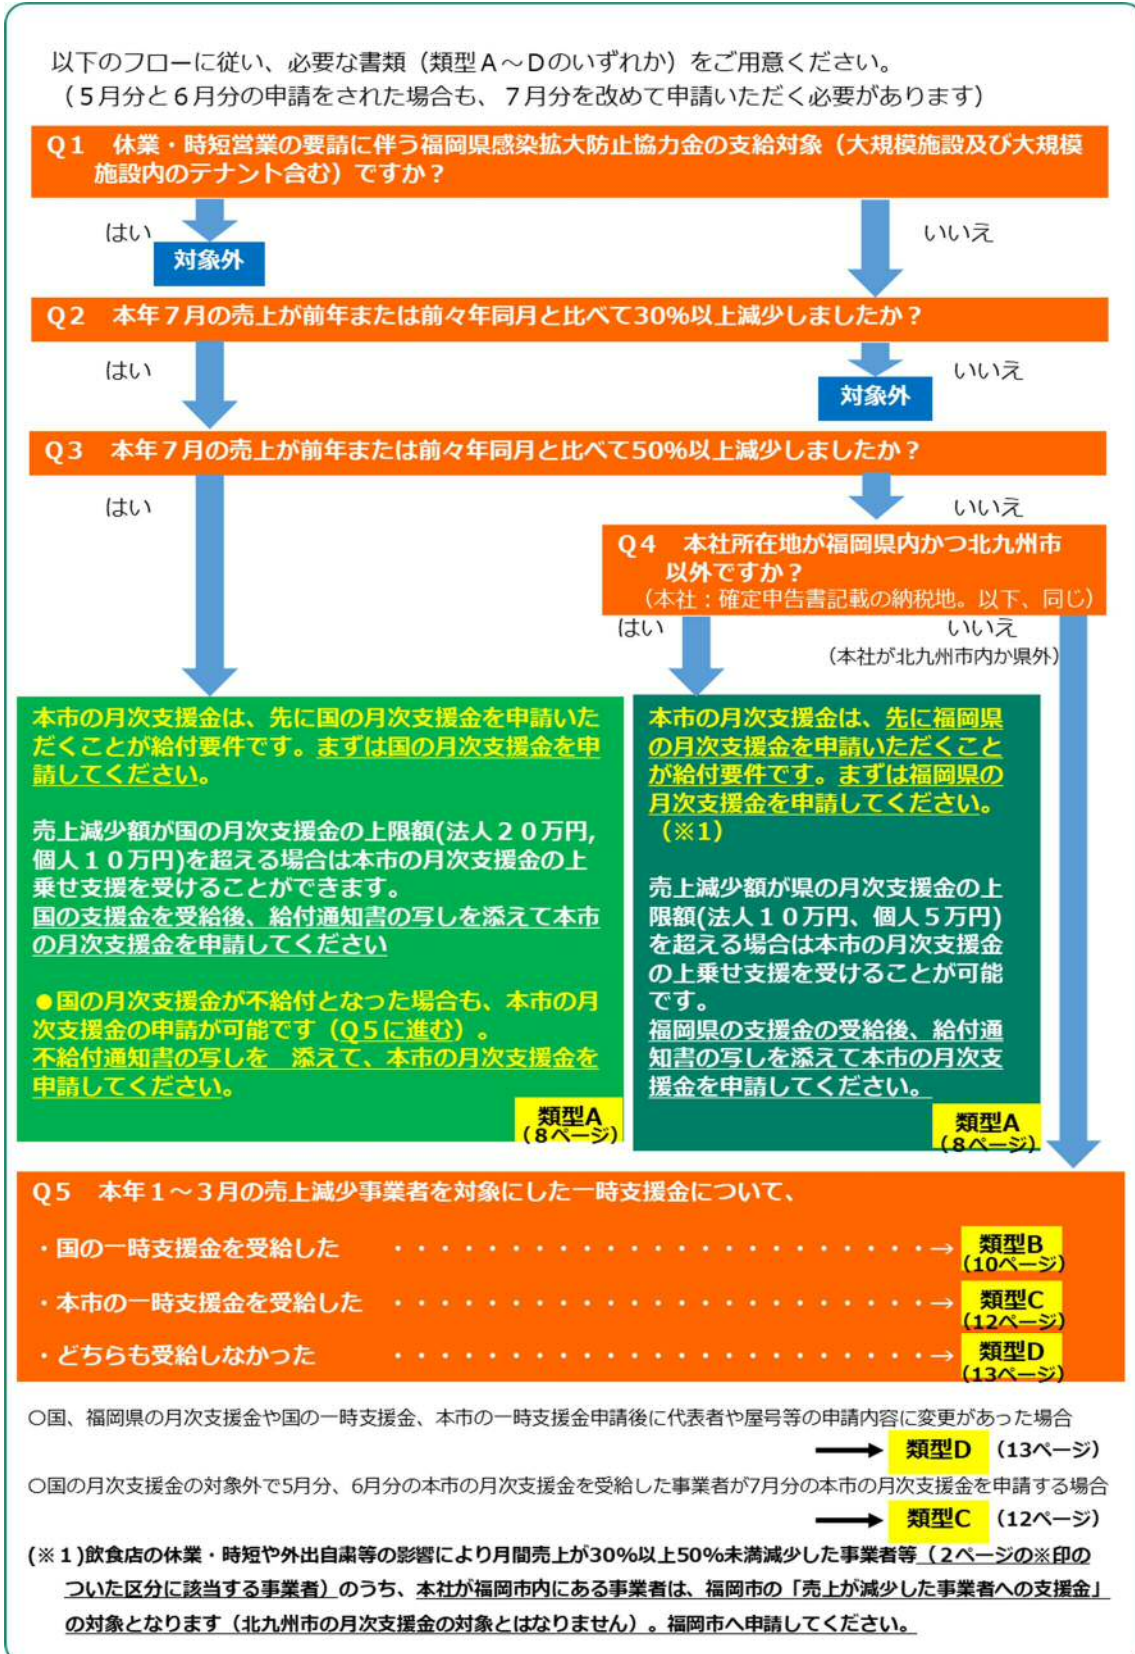 以下のフローに従い、必要な書類（類型A～Dのいずれか）をご用意ください。
（５月分と６月分の申請をされた場合も、７月分を改めて申請いただく必要があります）
Q１　休業・時短営業の要請に伴う福岡県感染拡大防止協力金の支給対象（大規模施設及び大規模
施設内のテナント含む）ですか？
はい
いいえ
対象外
Q２　本年７月の売上が前年または前々年同月と比べて30%以上減少しましたか？
はい
いいえ
対象外
Q３　本年７月の売上が前年または前々年同月と比べて50%以上減少しましたか？
はい
いいえ
Q４　本社所在地が福岡県内かつ北九州市
以外ですか？
（本社：確定申告書記載の納税地。以下、同じ）
はい
いいえ
（本社が北九州市内か県外）
本市の月次支援金は、先に国の月次支援金を申請いた
だくことが給付要件です。まずは国の月次支援金を申
請してください。
売上減少額が国の月次支援金の上限額(法人２０万円,
個人１０万円)を超える場合は本市の月次支援金の上
乗せ支援を受けることができます。
国の支援金を受給後、給付通知書の写しを添えて本市
の月次支援金を申請してください
●国の月次支援金が不給付となった場合も、本市の月
次支援金の申請が可能です（Q５に進む）。
不給付通知書の写しを　添えて、本市の月次支援金を
申請してください。
類型A
（8ページ）
本市の月次支援金は、先に福岡県
の月次支援金を申請いただくこと
が給付要件です。まずは福岡県の
月次支援金を申請してください。
（※1）
売上減少額が県の月次支援金の上
限額(法人１０万円、個人５万円)
を超える場合は本市の月次支援金
の上乗せ支援を受けることが可能
です。
福岡県の支援金の受給後、給付通
知書の写しを添えて本市の月次支
援金を申請してください。
類型A
（8ページ）
Q５　本年１～３月の売上減少事業者を対象にした一時支援金について、
・国の一時支援金を受給した　・・・・・・・・・・・・・・・・・・・・・・・→ 類型B
（10ページ）
・本市の一時支援金を受給した　・・・・・・・・・・・・・・・・・・・・・・・→ 類型C
（12ページ）
・どちらも受給しなかった　・・・・・・・・・・・・・・・・・・・・・・・→ 類型D
（13ページ）
○国、福岡県の月次支援金や国の一時支援金、本市の一時支援金申請後に代表者や屋号等の申請内容に変更があった場合
→ 類型D （13ページ）
○国の月次支援金の対象外で5月分、6月分の本市の月次支援金を受給した事業者が7月分の本市の月次支援金を申請する場合
→ 類型C （12ページ）
(※１)飲食店の休業・時短や外出自粛等の影響により月間売上が30%以上50%未満減少した事業者等（２ページの※印の
ついた区分に該当する事業者）のうち、本社が福岡市内にある事業者は、福岡市の「売上が減少した事業者への支援金」
の対象となります（北九州市の月次支援金の対象とはなりません）。福岡市へ申請してください。